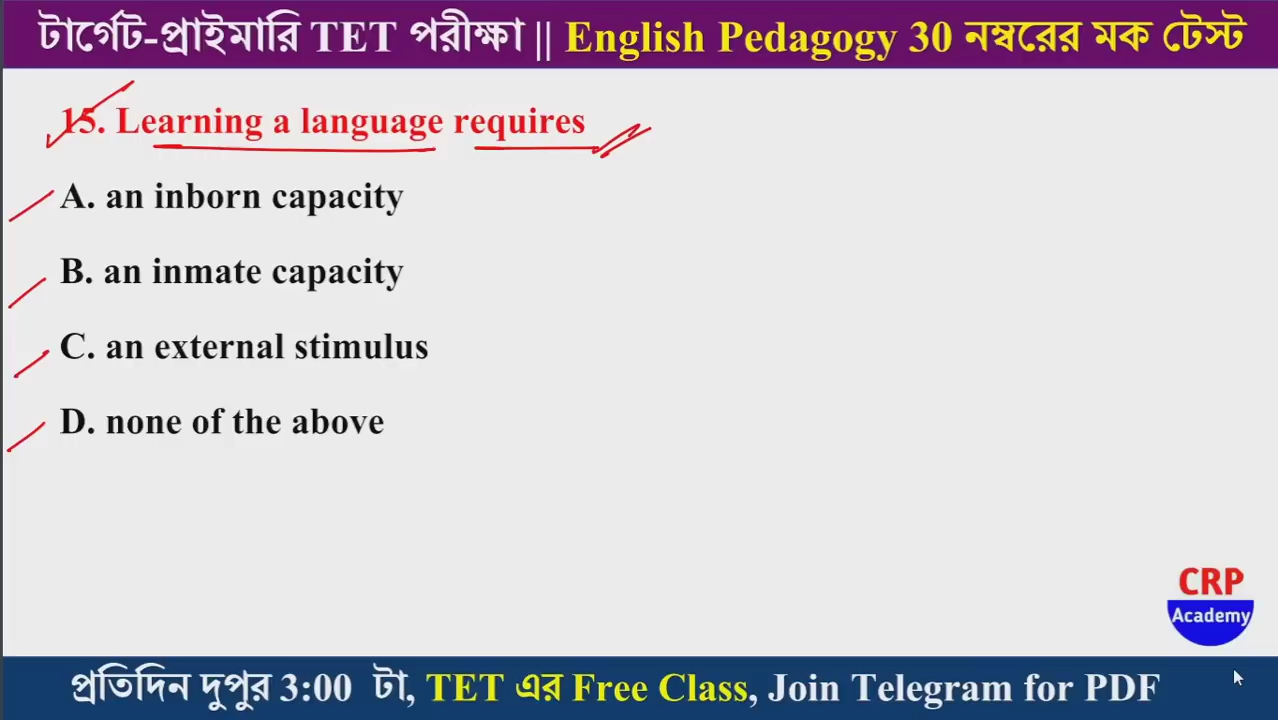 টার্গেট-প্রাইমারি TET পরীক্ষা || English Pedagogy 30 নম্বরের মক টেস্ট
15. Learning a language requires
A. an inborn capacity
B. an inmate capacity
C. an external stimulus
D. none of the above
CRP
Academy
প্রতিদিন দুপুর 3:00 টা, TET এর Free Class, Join Telegram for PDF